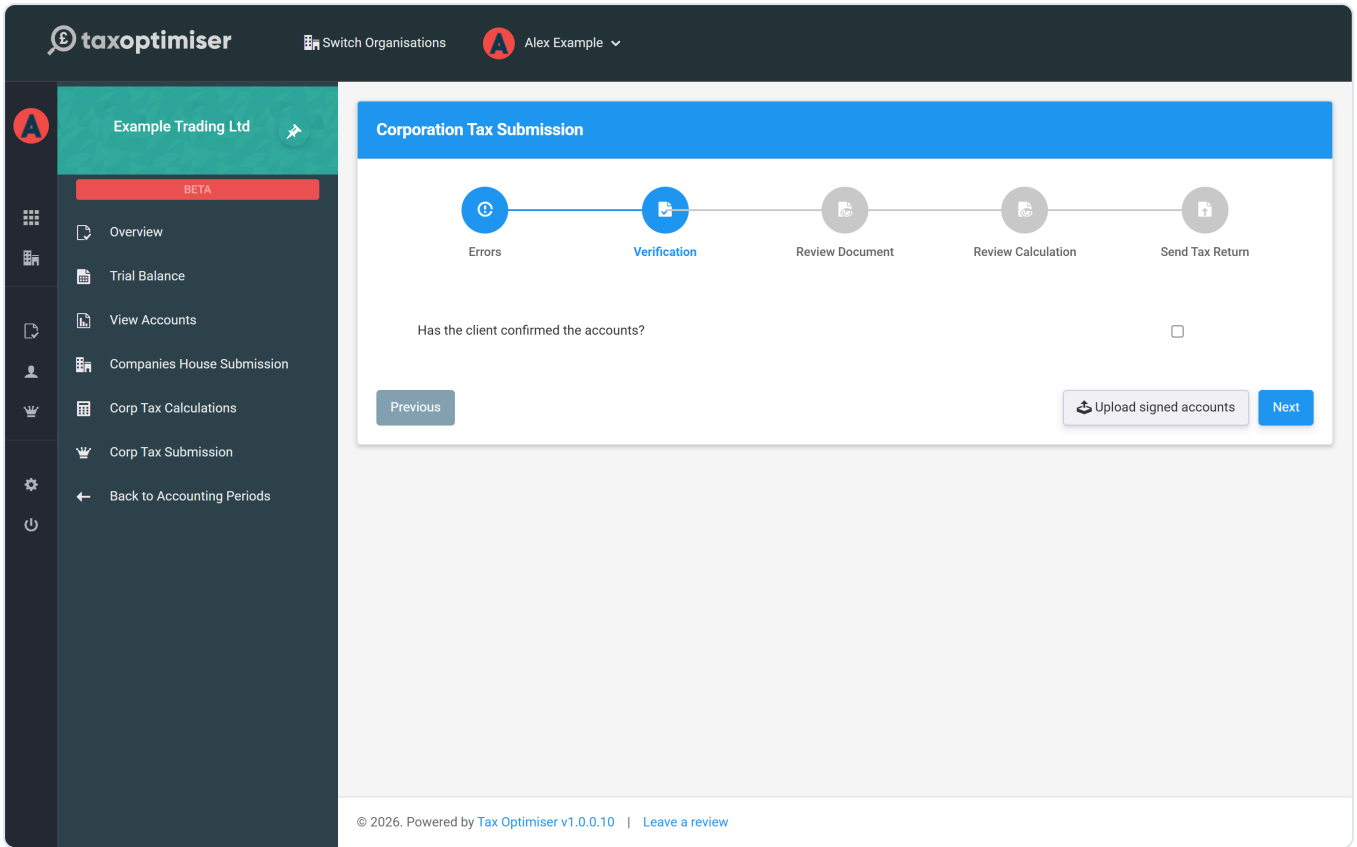 taxoptimiser
Switch Organisations
Alex Example
Example Trading Ltd
BETA
Overview
Trial Balance
View Accounts
Companies House Submission
Corp Tax Calculations
Corp Tax Submission
Back to Accounting Periods
Corporation Tax Submission
Errors
Verification
Review Document
Review Calculation
Send Tax Return
Has the client confirmed the accounts?
Previous
Upload signed accounts
Next
© 2026. Powered by Tax Optimiser v1.0.0.10 | Leave a review